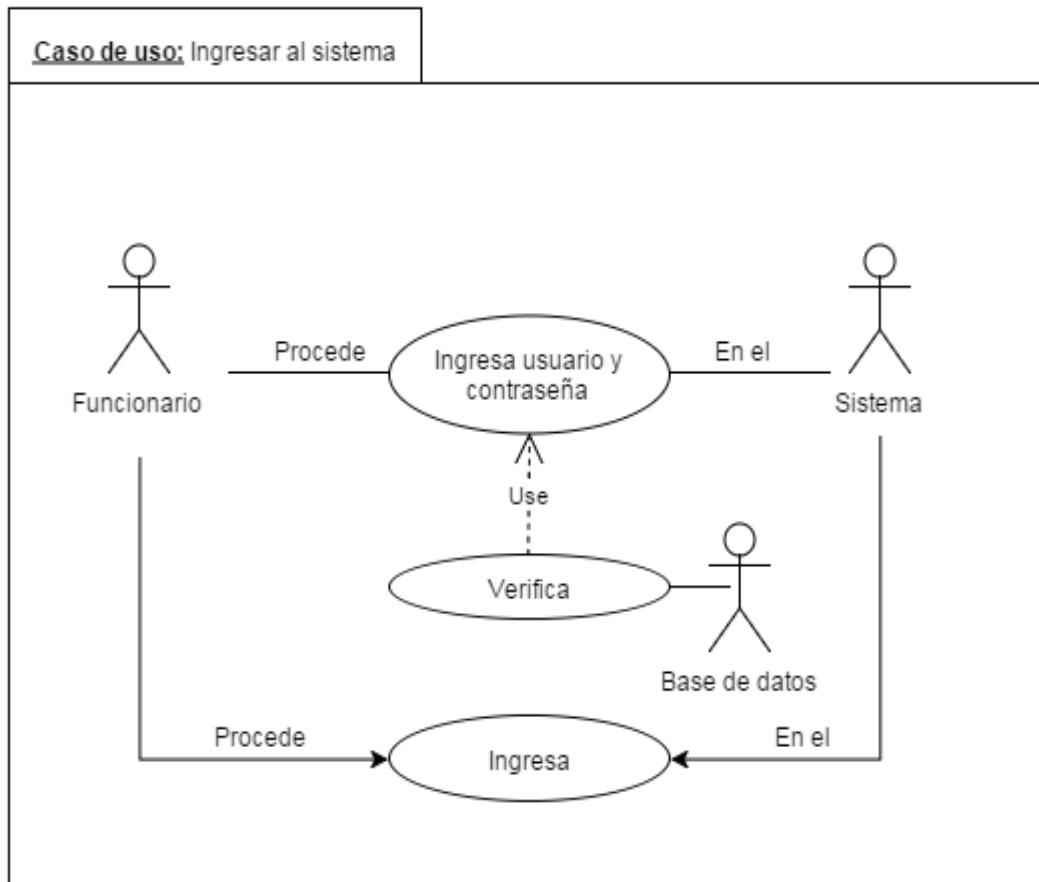 Caso de uso: Ingresar al sistema
Procede
Ingresa usuario y
contraseña
En el
Funcionario
Sistema
Use
Verifica
Base de datos
Procede
Ingresa
En el